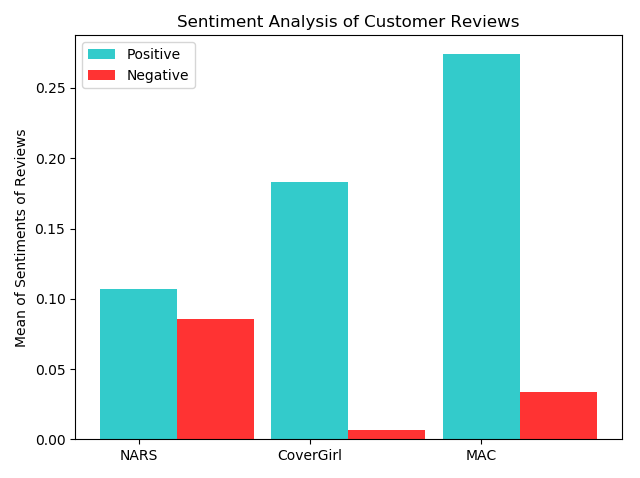 Sentiment Analysis of Customer Reviews
Positive
Negative
Mean of Sentiments of Reviews
0.25
0.20
0.15
0.10
0.05
0.00
NARS
CoverGirl
MAC